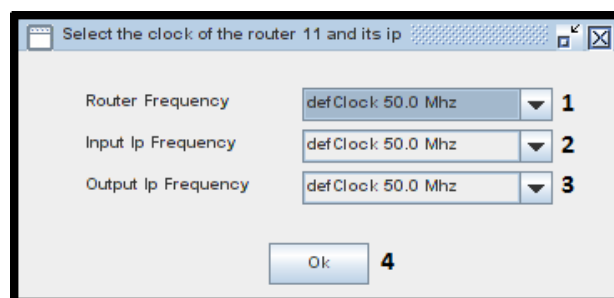 Select the clock of the router 11 and its ip
Router Frequency defClock 50.0 Mhz 1
Input Ip Frequency defClock 50.0 Mhz 2
Output Ip Frequency defClock 50.0 Mhz 3
Ok 4